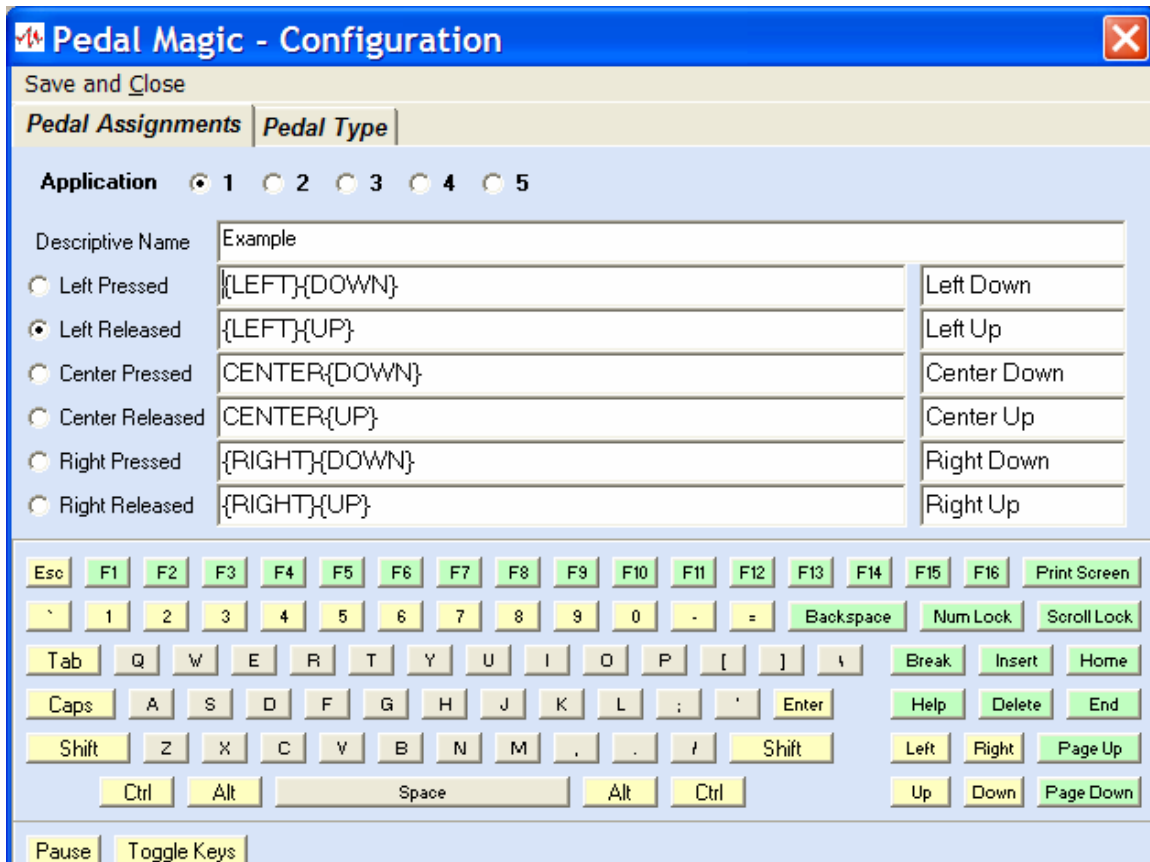 Pedal Magic - Configuration
Save and Close
Pedal Assignments Pedal Type
Application 1 2 3 4 5
Descriptive Name Example
Left Pressed {LEFT}{DOWN} Left Down
Left Released {LEFT}{UP} Left Up
Center Pressed CENTER{DOWN} Center Down
Center Released CENTER{UP} Center Up
Right Pressed {RIGHT}{DOWN} Right Down
Right Released {RIGHT}{UP} Right Up
Esc F1 F2 F3 F4 F5 F6 F7 F8 F9 F10 F11 F12 F13 F14 F15 F16 Print Screen
` 1 2 3 4 5 6 7 8 9 0 - = Backspace Num Lock Scroll Lock
Tab Q W E R T Y U I O P [ ] \ Break Insert Home
Caps A S D F G H J K L ; ' Enter Help Delete End
Shift Z X C V B N M , . / Shift Left Right Page Up
Ctrl Alt Space Alt Ctrl Up Down Page Down
Pause Toggle Keys